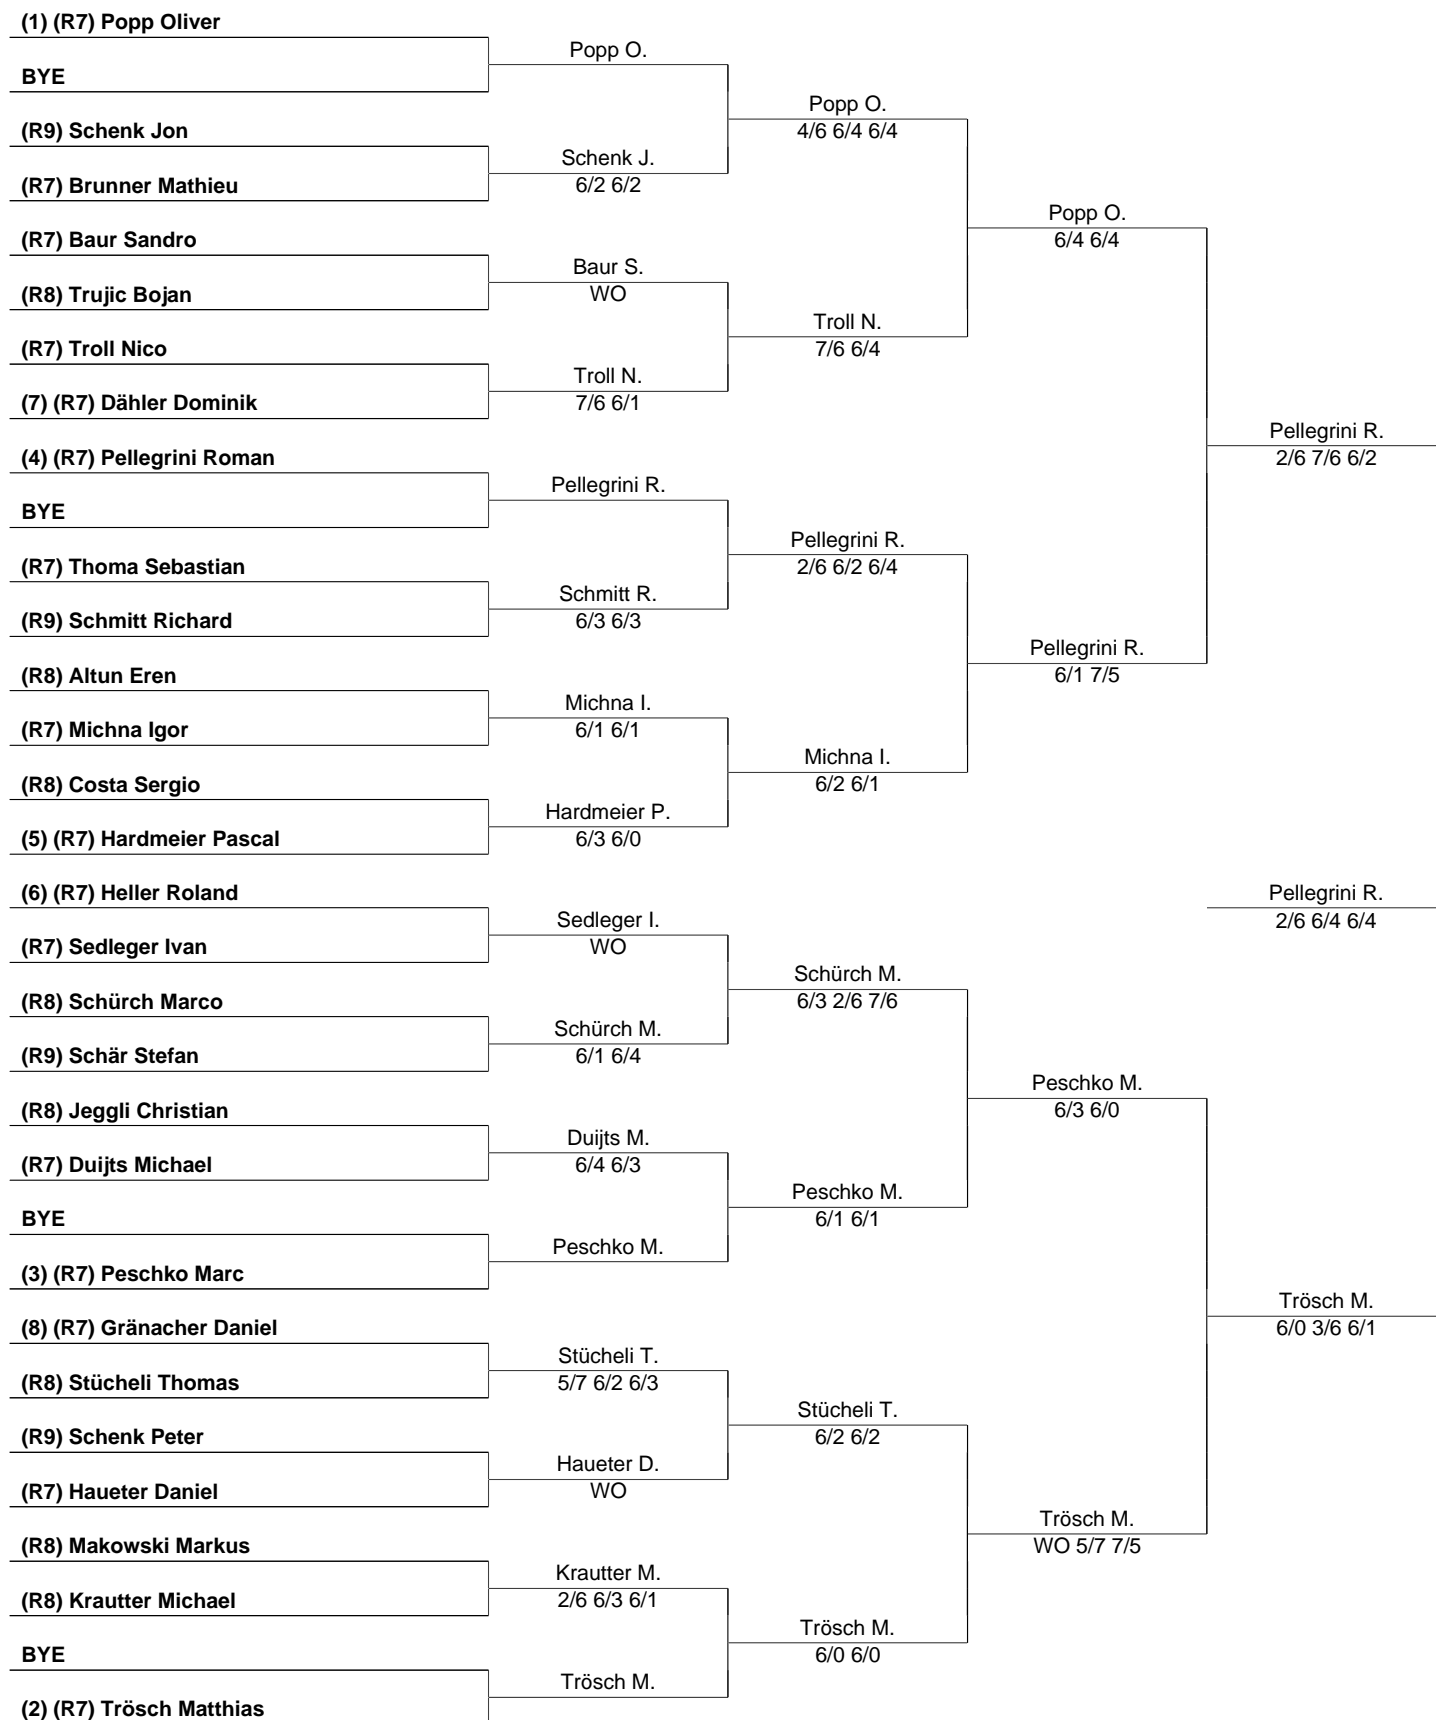 (1) (R7) Popp Oliver
BYE
(R9) Schenk Jon
(R7) Brunner Mathieu
(R7) Baur Sandro
(R8) Trujic Bojan
(R7) Troll Nico
(7) (R7) Dähler Dominik
(4) (R7) Pellegrini Roman
BYE
(R7) Thoma Sebastian
(R9) Schmitt Richard
(R8) Altun Eren
(R7) Michna Igor
(R8) Costa Sergio
(5) (R7) Hardmeier Pascal
(6) (R7) Heller Roland
(R7) Sedleger Ivan
(R8) Schürch Marco
(R9) Schär Stefan
(R8) Jeggli Christian
(R7) Duijts Michael
BYE
(3) (R7) Peschko Marc
(8) (R7) Gränacher Daniel
(R8) Stücheli Thomas
(R9) Schenk Peter
(R7) Haueter Daniel
(R8) Makowski Markus
(R8) Krautter Michael
BYE
(2) (R7) Trösch Matthias
Popp O.
Schenk J.
6/2 6/2
Baur S.
WO
Troll N.
7/6 6/1
Pellegrini R.
Schmitt R.
6/3 6/3
Michna I.
6/1 6/1
Hardmeier P.
6/3 6/0
Sedleger I.
WO
Schürch M.
6/1 6/4
Duijts M.
6/4 6/3
Peschko M.
Stücheli T.
5/7 6/2 6/3
Haueter D.
WO
Krautter M.
2/6 6/3 6/1
Trösch M.
Popp O.
4/6 6/4 6/4
Troll N.
7/6 6/4
Pellegrini R.
2/6 6/2 6/4
Michna I.
6/2 6/1
Schürch M.
6/3 2/6 7/6
Peschko M.
6/1 6/1
Stücheli T.
6/2 6/2
Trösch M.
6/0 6/0
Popp O.
6/4 6/4
Pellegrini R.
6/1 7/5
Peschko M.
6/3 6/0
Trösch M.
WO 5/7 7/5
Pellegrini R.
2/6 7/6 6/2
Pellegrini R.
2/6 6/4 6/4
Trösch M.
6/0 3/6 6/1